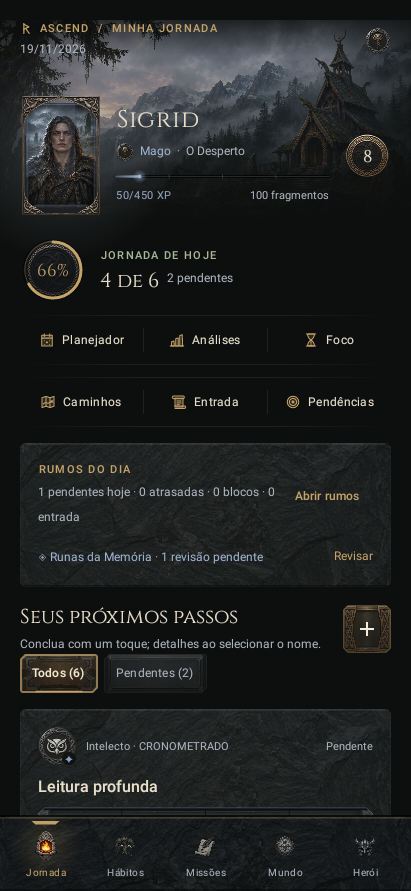 ᚱ ASCEND / MINHA JORNADA
19/11/2026
SIGRID
Mago · O Desperto
8
50/450 XP 100 fragmentos
66%
JORNADA DE HOJE
4 DE 6 2 pendentes
Planejador Análises Foco
Caminhos Entrada Pendências
RUMOS DO DIA
1 pendentes hoje · 0 atrasadas · 0 blocos · 0
entrada
Abrir rumos
Runas da Memória · 1 revisão pendente Revisar
SEUS PRÓXIMOS PASSOS
Conclua com um toque; detalhes ao selecionar o nome.
+
Todos (6) Pendentes (2)
Intelecto · CRONOMETRADO Pendente
Leitura profunda
Jornada Hábitos Missões Mundo Herói